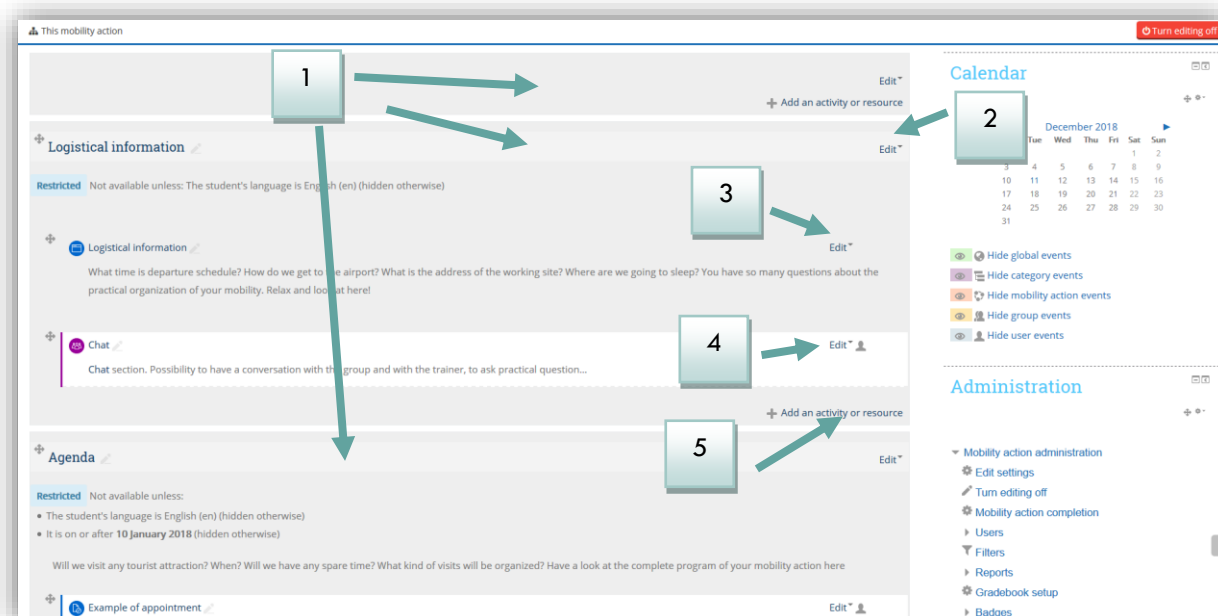 This mobility action
Turn editing off
1
Edit
Add an activity or resource
2
Logistical information
Edit
Restricted Not available unless: The student's language is English (en) (hidden otherwise)
3
Logistical information
Edit
What time is departure schedule? How do we get to the airport? What is the address of the working site? Where are we going to sleep? You have so many questions about the
practical organization of your mobility. Relax and look at here!
4
Chat
Edit
Chat section. Possibility to have a conversation with the group and with the trainer, to ask practical question...
Add an activity or resource
5
Agenda
Edit
Restricted Not available unless:
• The student's language is English (en) (hidden otherwise)
• It is on or after 10 January 2018 (hidden otherwise)
Will we visit any tourist attraction? When? Will we have any spare time? What kind of visits will be organized? Have a look at the complete program of your mobility action here
Example of appointment
Edit
Calendar
December 2018
Tue Wed Thu Fri Sat Sun
1 2
3 4 5 6 7 8 9
10 11 12 13 14 15 16
17 18 19 20 21 22 23
24 25 26 27 28 29 30
31
Hide global events
Hide category events
Hide mobility action events
Hide group events
Hide user events
Administration
Mobility action administration
Edit settings
Turn editing off
Mobility action completion
Users
Filters
Reports
Gradebook setup
Badges